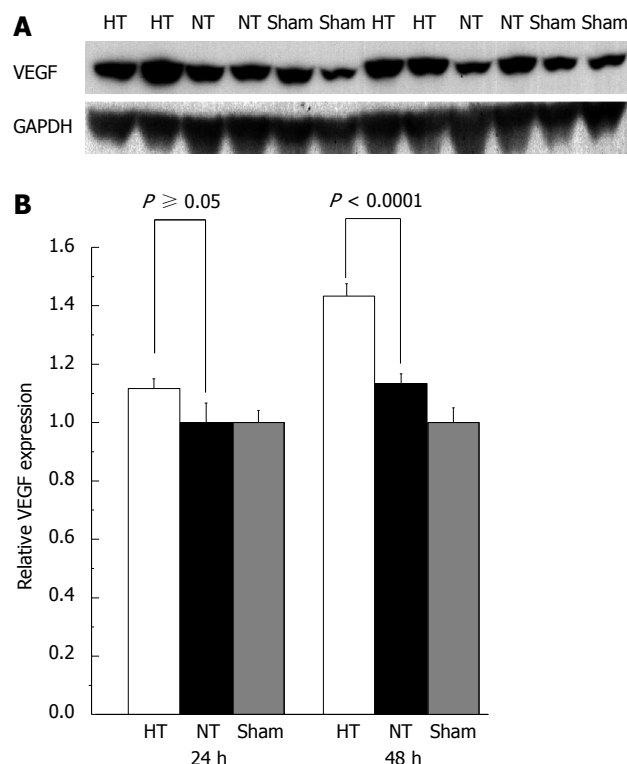 A
HT HT NT NT Sham Sham HT HT NT NT Sham Sham
VEGF
GAPDH
B
P ⩾ 0.05
P < 0.0001
1.6
1.4
1.2
1.0
0.8
0.6
0.4
0.2
0.0
Relative VEGF expression
HT NT Sham HT NT Sham
24 h 48 h